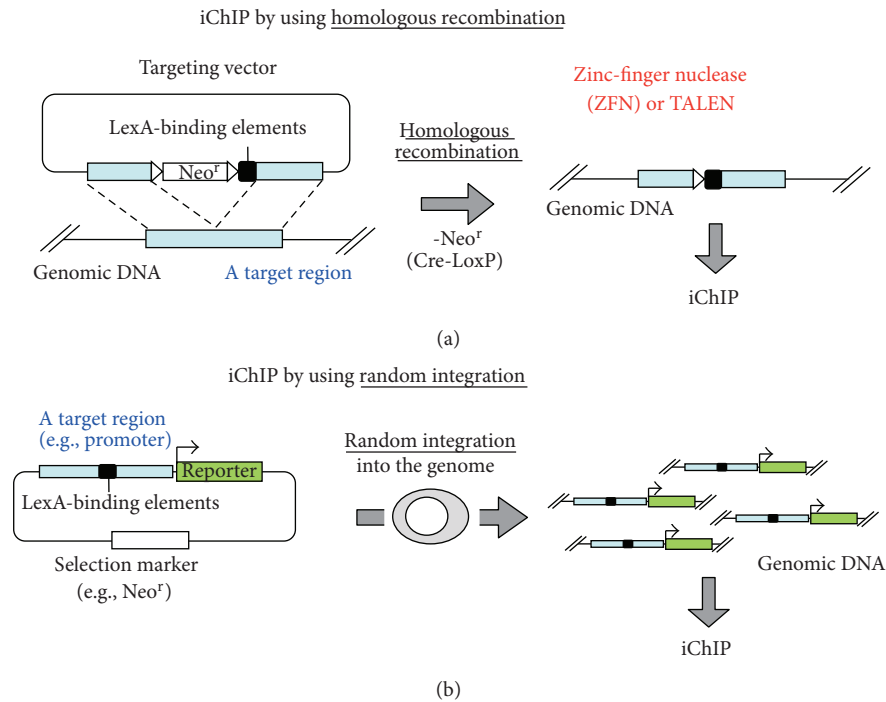 iChIP by using homologous recombination
Targeting vector
LexA-binding elements
Neoʳ
Genomic DNA
A target region
Homologous
recombination
-Neoʳ
(Cre-LoxP)
Zinc-finger nuclease
(ZFN) or TALEN
Genomic DNA
iChIP
(a)
iChIP by using random integration
A target region
(e.g., promoter)
Reporter
LexA-binding elements
Selection marker
(e.g., Neoʳ)
Random integration
into the genome
Genomic DNA
iChIP
(b)